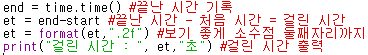 end = time.time() #끝난 시간 기록
et = end-start #끝난 시간 - 처음 시간 = 걸린 시간
et = format(et,".2f") #보기 좋게 소수점 둘째자리까지
print("걸린 시간 : ", et,"초") #걸린 시간 출력